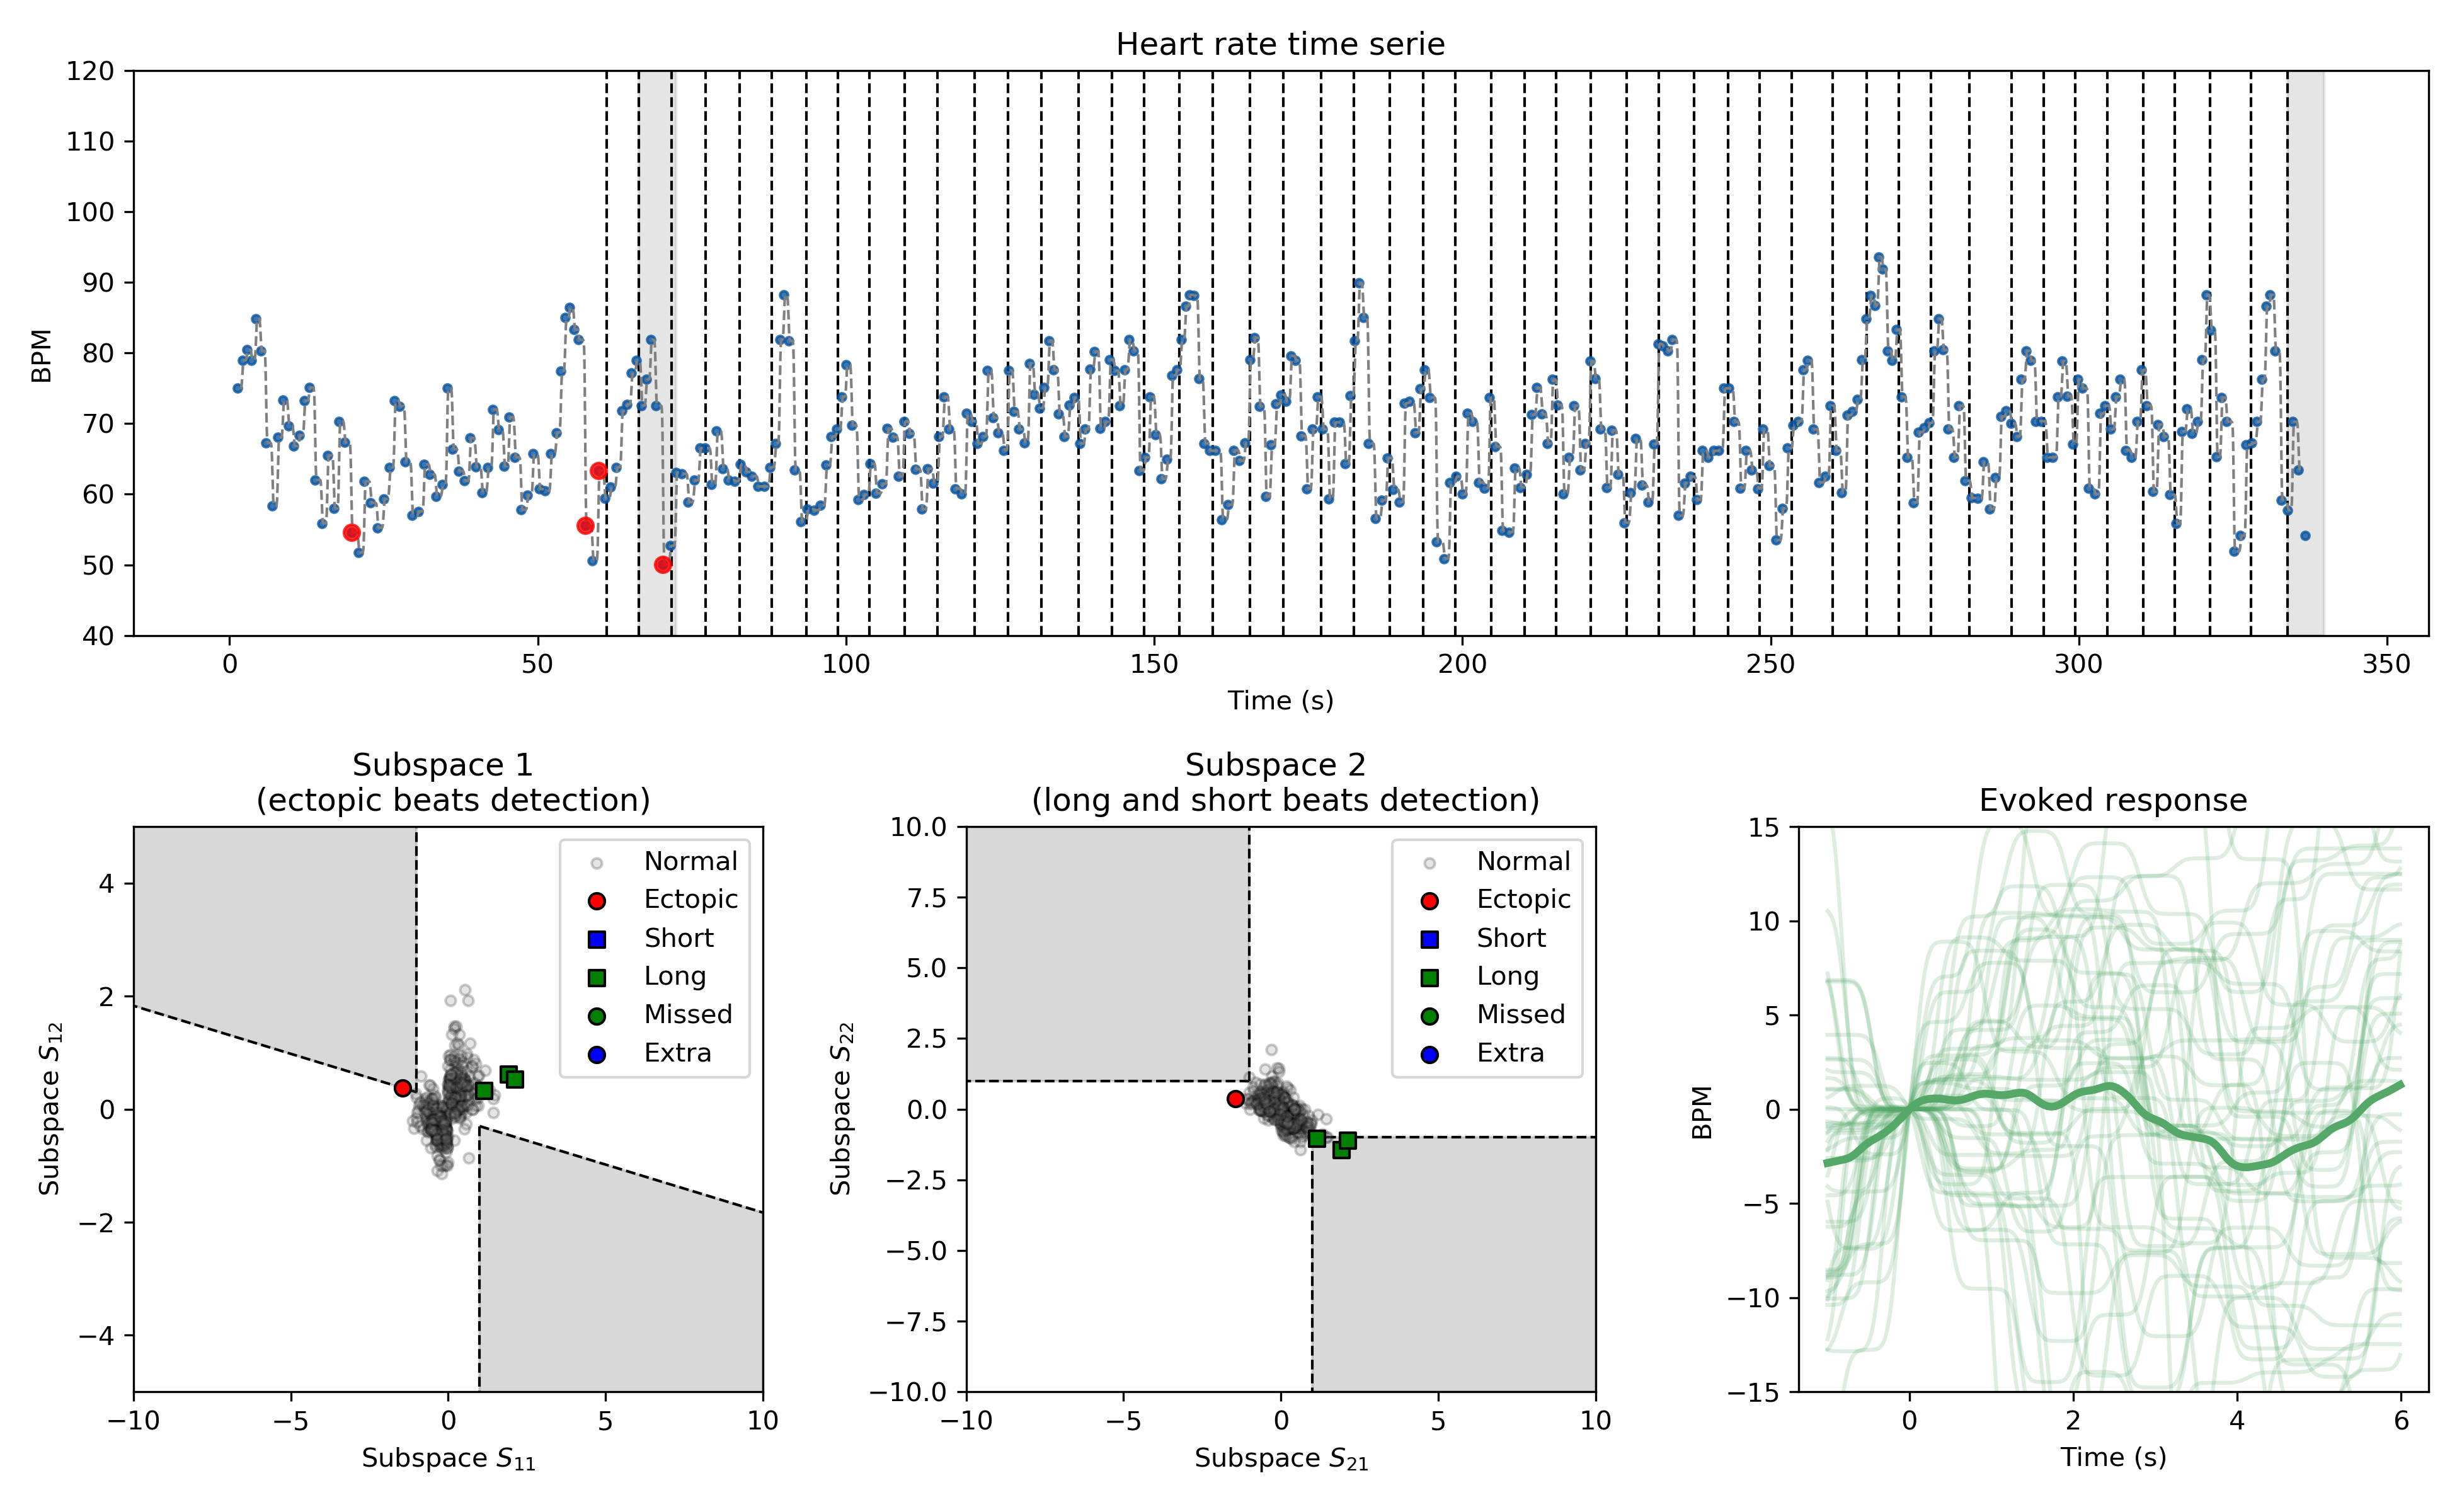 Heart rate time serie
120
110
100
90
80
70
60
50
40
BPM
0 50 100 150 200 250 300 350
Time (s)
Subspace 1
(ectopic beats detection)
4
2
0
−2
−4
Subspace S12
−10 −5 0 5 10
Subspace S11
Normal
Ectopic
Short
Long
Missed
Extra
Subspace 2
(long and short beats detection)
10.0
7.5
5.0
2.5
0.0
−2.5
−5.0
−7.5
−10.0
Subspace S22
−10 −5 0 5 10
Subspace S21
Normal
Ectopic
Short
Long
Missed
Extra
Evoked response
15
10
5
0
−5
−10
−15
BPM
0 2 4 6
Time (s)